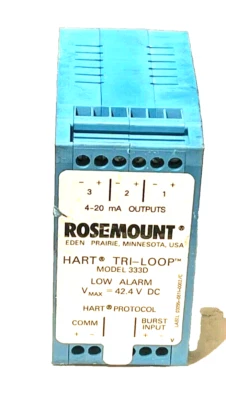 3 2 1
4-20 mA OUTPUTS
ROSEMOUNT®
EDEN PRAIRIE, MINNESOTA, USA
HART® TRI-LOOP™
MODEL 333D
LOW ALARM
VMAX = 42.4 V DC
HART® PROTOCOL
COMM BURST
INPUT
+ - + -